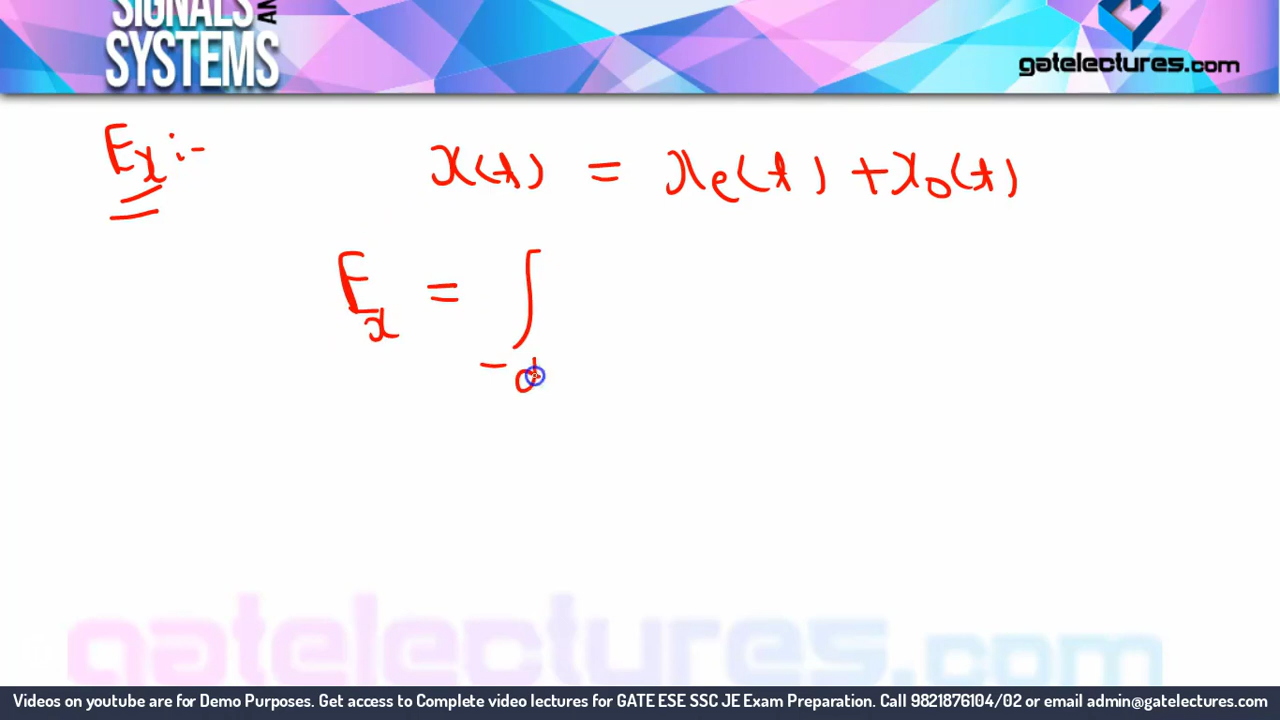 SIGNALS AN
SYSTEMS
gatelectures.com
Ex :-
x(t) = xe(t) + xo(t)
Ex = ∫
-
gatelectures.com
Videos on youtube are for Demo Purposes. Get access to Complete video lectures for GATE ESE SSC JE Exam Preparation. Call 9821876104/02 or email admin@gatelectures.com